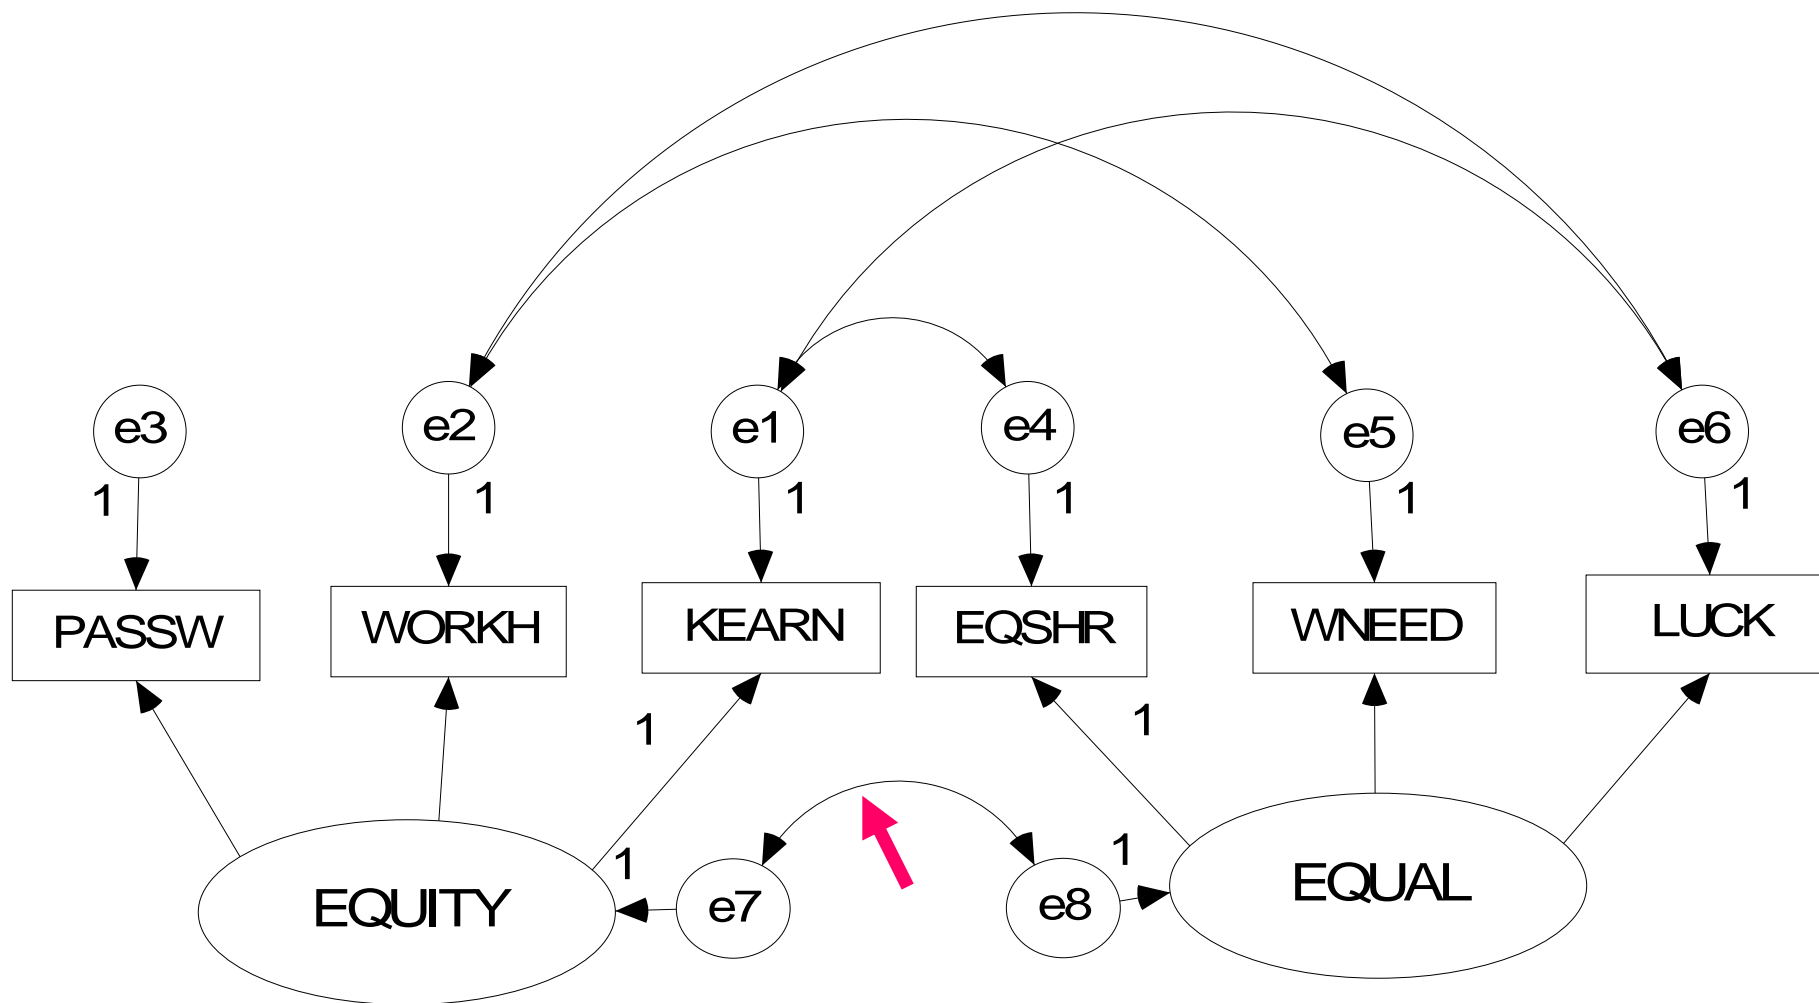 e3 e2 e1 e4 e5 e6
1 1 1 1 1 1
PASSW WORKH KEARN EQSHR WNEED LUCK
1 1
1 1
EQUITY e7 e8 EQUAL